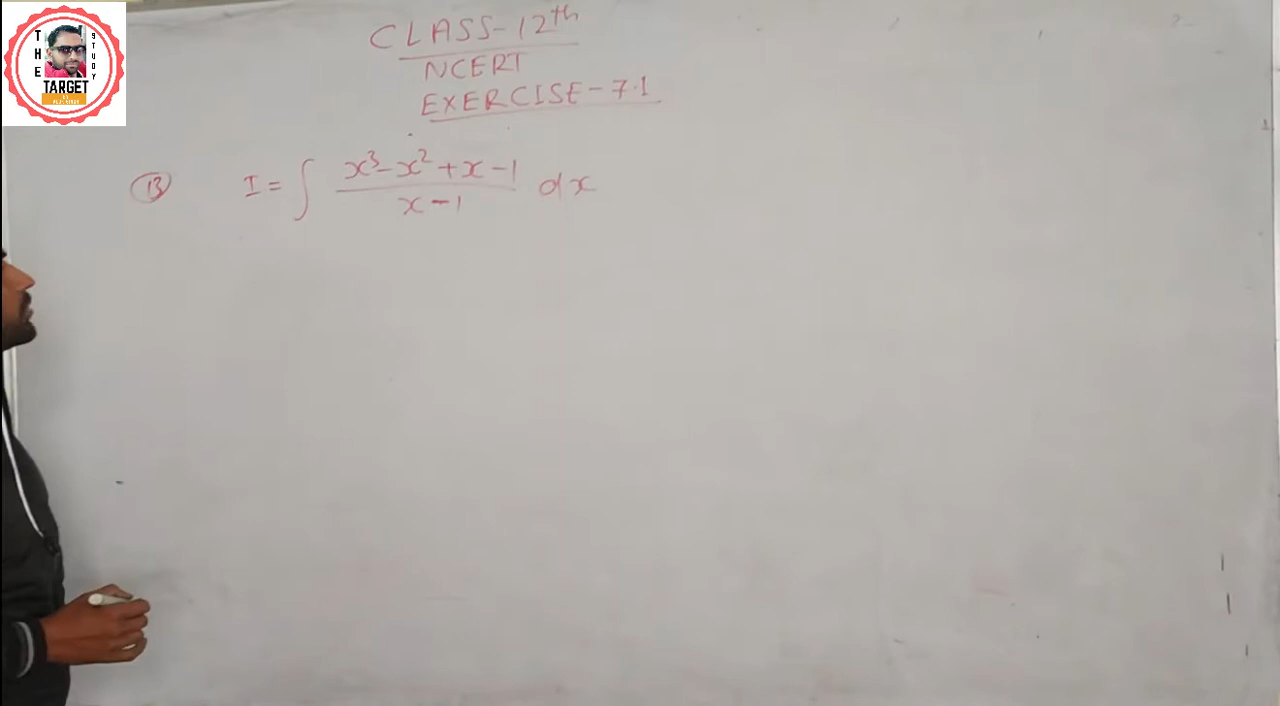 THE
STUDY
TARGET
CLASS-12th
NCERT
EXERCISE-7.1
13 I = ∫ x³-x²+x-1 / x-1 dx